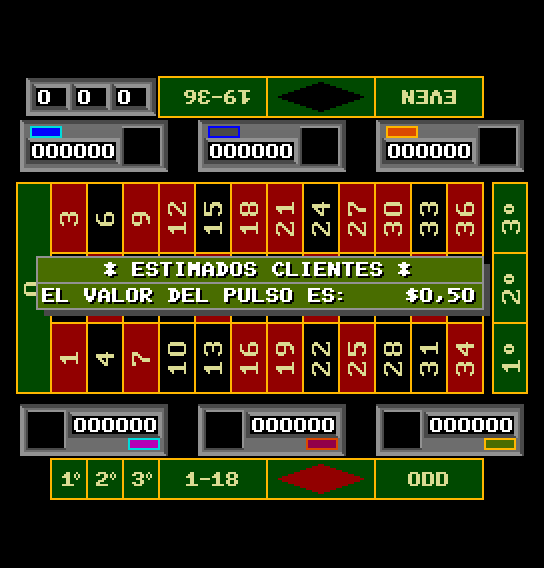 0 0 0 19-36 EVEN
000000 000000 000000
3 6 9 12 15 18 21 24 27 30 33 36 3º
* ESTIMADOS CLIENTES *
EL VALOR DEL PULSO ES: $0,50
2º
1 4 7 10 13 16 19 22 25 28 31 34 1º
000000 000000 000000
1º 2º 3º 1-18 ODD